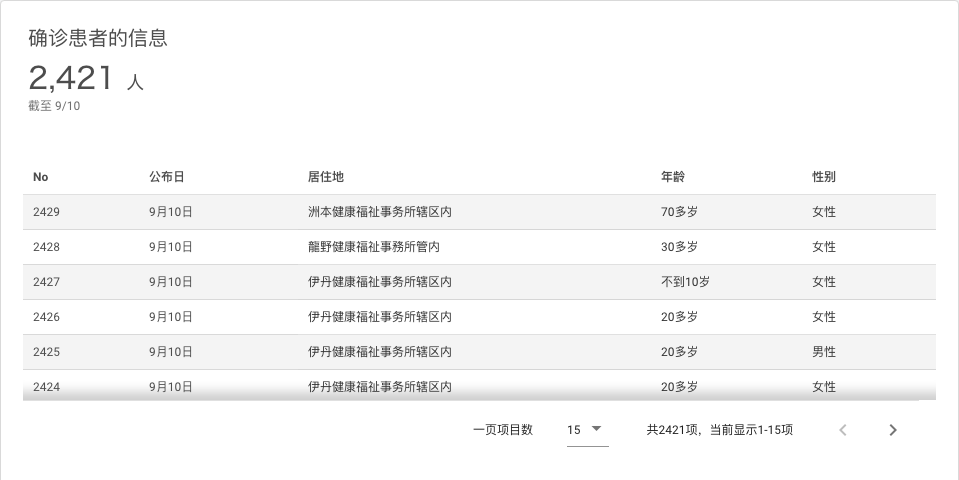 确诊患者的信息
2,421 人
截至 9/10
No 公布日 居住地 年龄 性别
2429 9月10日 洲本健康福祉事务所辖区内 70多岁 女性
2428 9月10日 龍野健康福祉事務所管内 30多岁 女性
2427 9月10日 伊丹健康福祉事务所辖区内 不到10岁 女性
2426 9月10日 伊丹健康福祉事务所辖区内 20多岁 女性
2425 9月10日 伊丹健康福祉事务所辖区内 20多岁 男性
2424 9月10日 伊丹健康福祉事务所辖区内 20多岁 女性
一页项目数 15 共2421项，当前显示1-15项